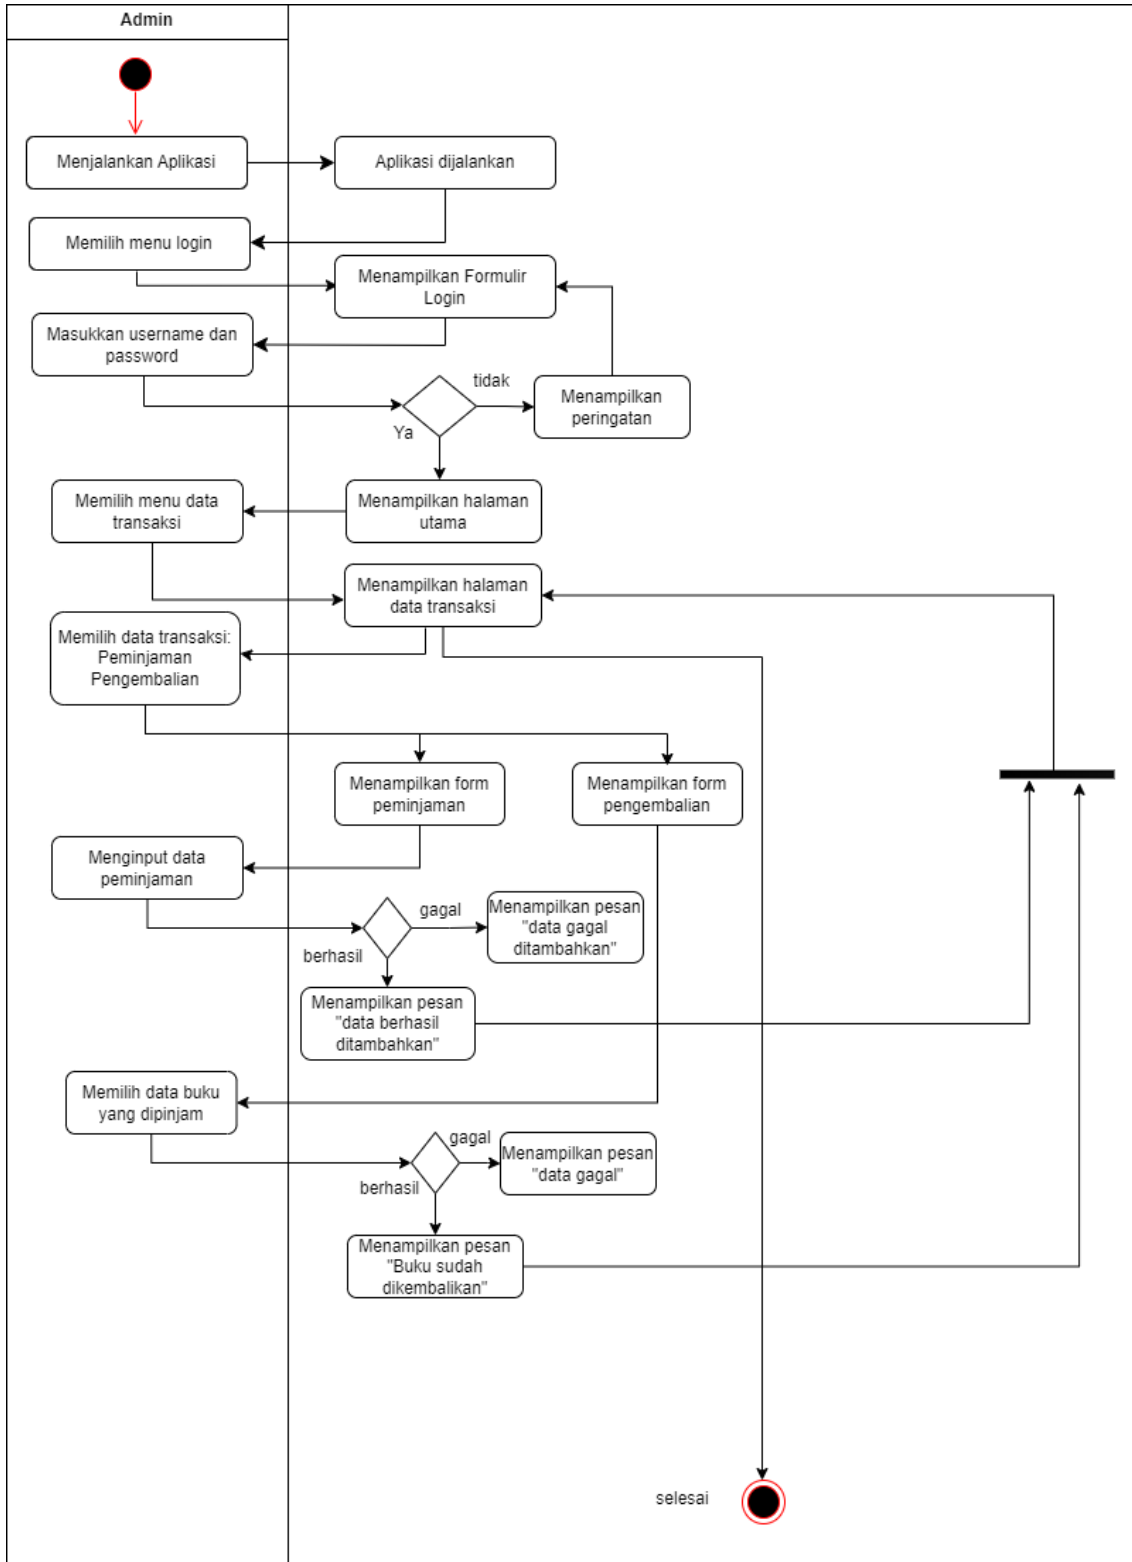 Admin
Menjalankan Aplikasi
Aplikasi dijalankan
Memilih menu login
Menampilkan Formulir
Login
Masukkan username dan
password
tidak
Menampilkan
peringatan
Ya
Memilih menu data
transaksi
Menampilkan halaman
utama
Menampilkan halaman
data transaksi
Memilih data transaksi:
Peminjaman
Pengembalian
Menampilkan form
peminjaman
Menampilkan form
pengembalian
Menginput data
peminjaman
gagal
Menampilkan pesan
"data gagal
ditambahkan"
berhasil
Menampilkan pesan
"data berhasil
ditambahkan"
Memilih data buku
yang dipinjam
gagal
Menampilkan pesan
"data gagal"
berhasil
Menampilkan pesan
"Buku sudah
dikembalikan"
selesai